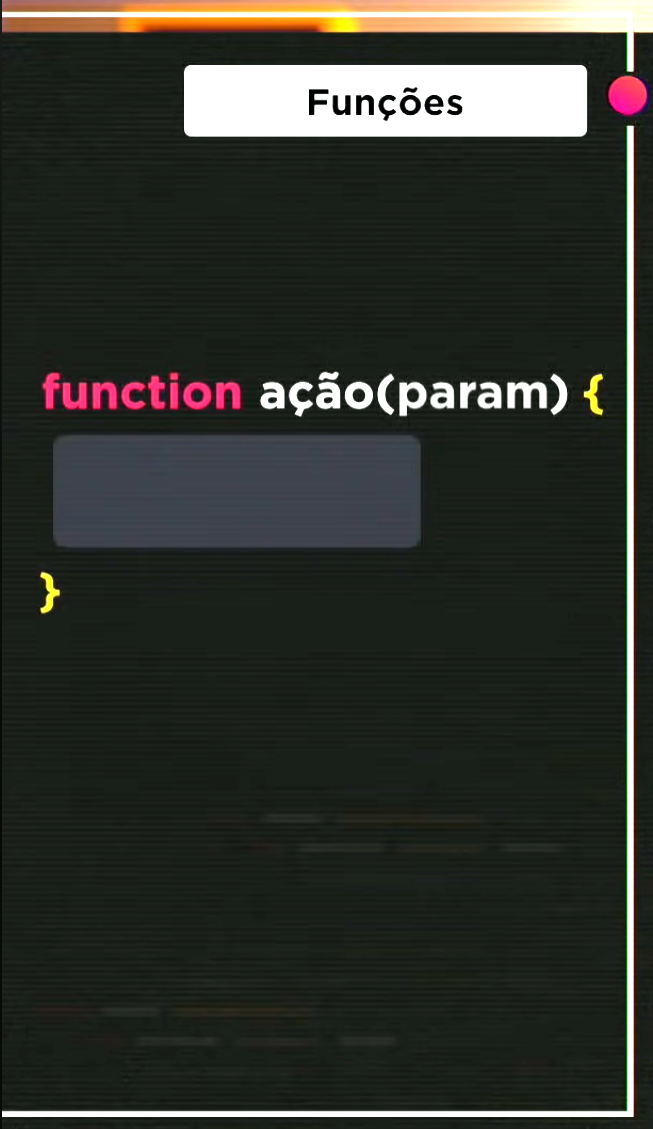 Funções
function ação(param) {
}